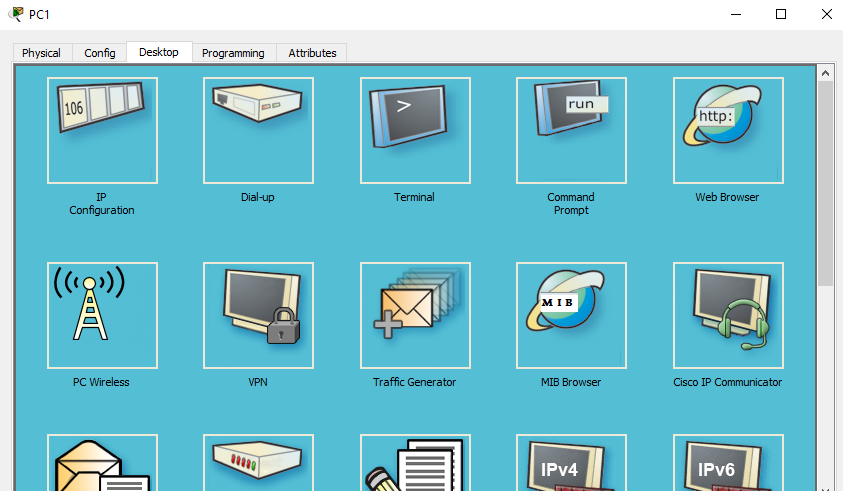 PC1
Physical
Config
Desktop
Programming
Attributes
106
>
run
http:
IP
Configuration
Dial-up
Terminal
Command
Prompt
Web Browser
MIB
PC Wireless
VPN
Traffic Generator
MIB Browser
Cisco IP Communicator
IPv4
IPv6